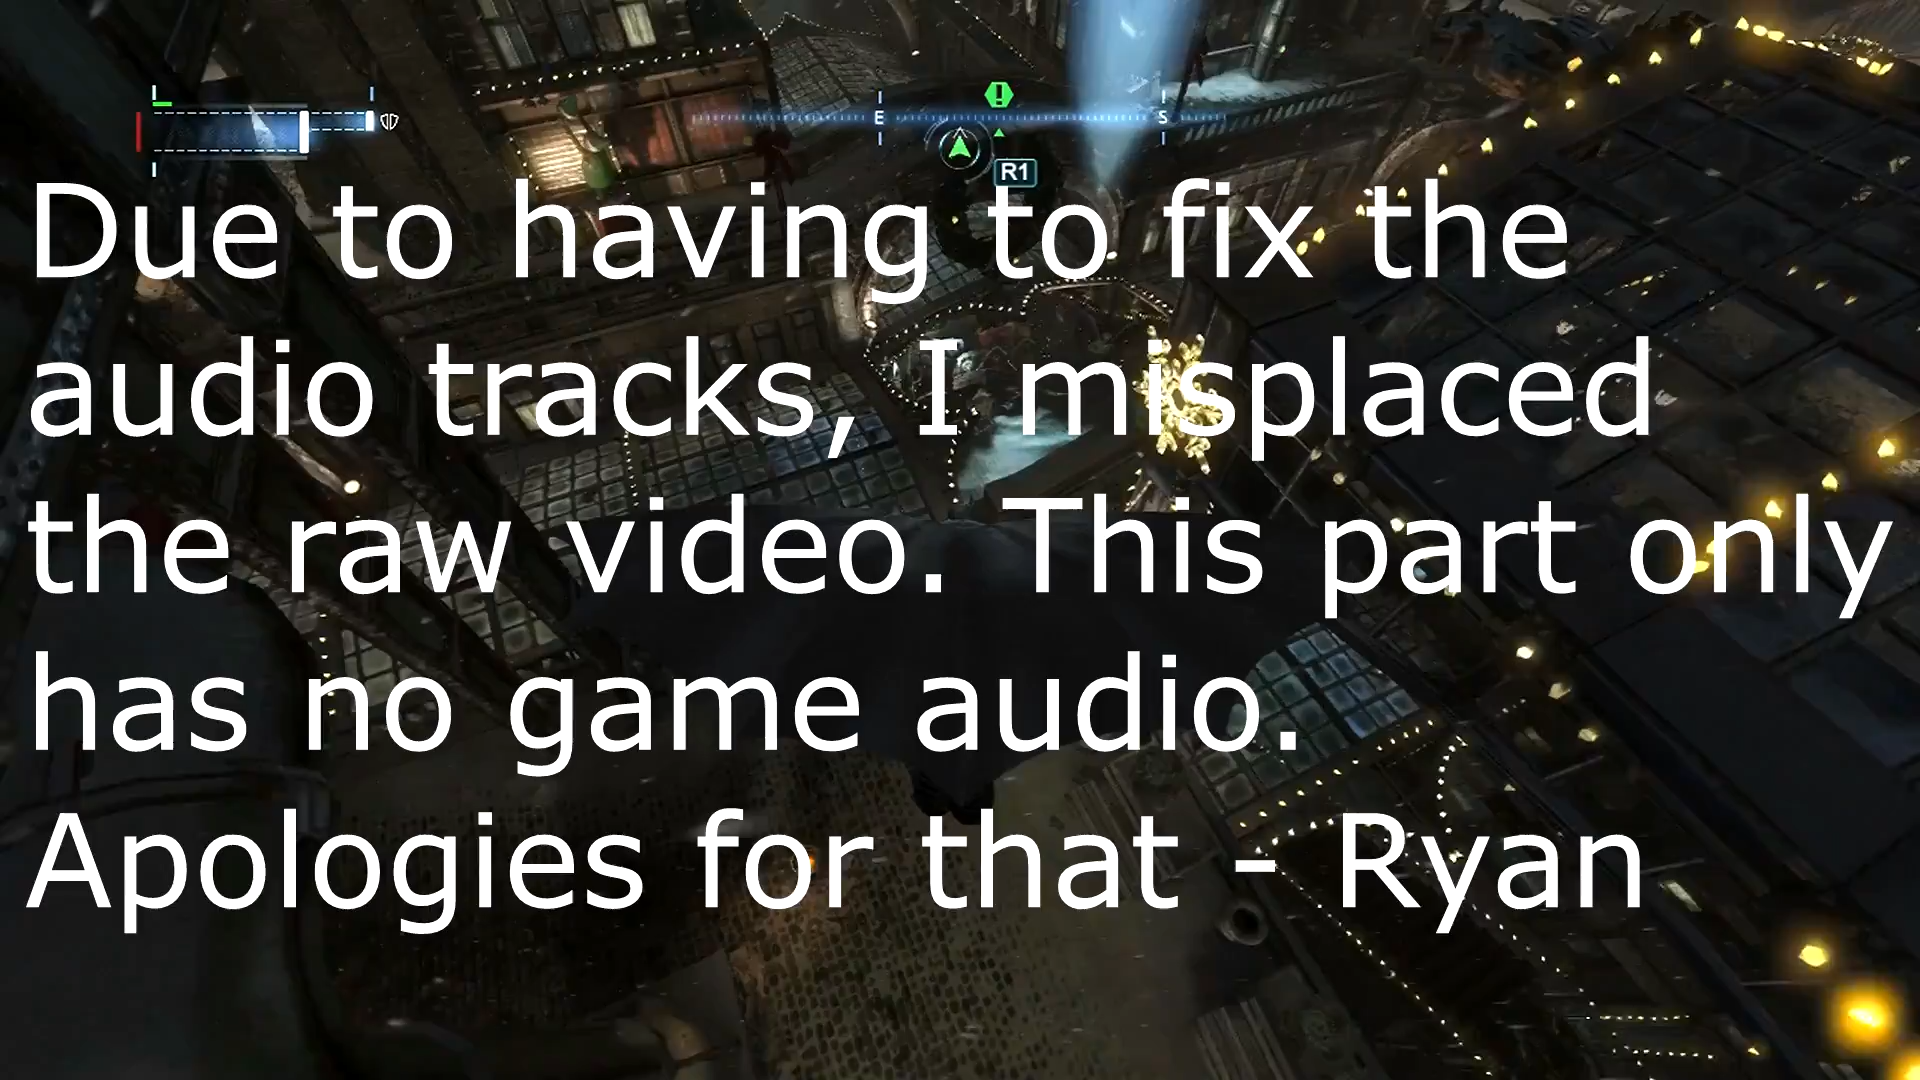 E
S
R1
Due to having to fix the
audio tracks, I misplaced
the raw video. This part only
has no game audio.
Apologies for that - Ryan